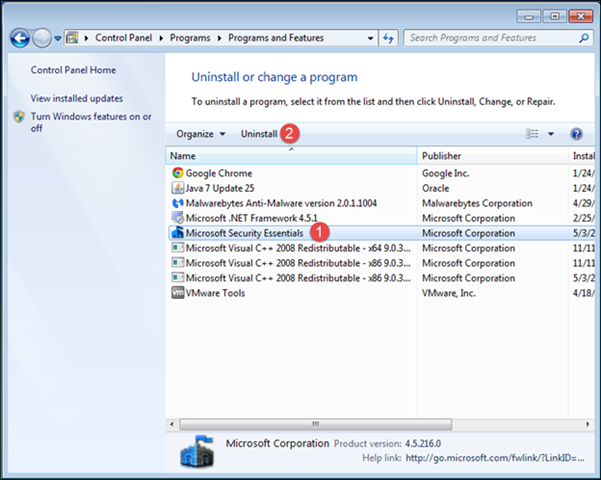 Control Panel Programs Programs and Features Search Programs and Features
Control Panel Home
View installed updates
Turn Windows features on or
off
Uninstall or change a program
To uninstall a program, select it from the list and then click Uninstall, Change, or Repair.
Organize Uninstall 2
Name Publisher Instal
Google Chrome Google Inc. 1/24/
Java 7 Update 25 Oracle 1/24/
Malwarebytes Anti-Malware version 2.0.1.1004 Malwarebytes Corporation 4/24/
Microsoft .NET Framework 4.5.1 Microsoft Corporation 2/25/
Microsoft Security Essentials 1 Microsoft Corporation 5/3/2
Microsoft Visual C++ 2008 Redistributable - x64 9.0.3... Microsoft Corporation 11/11
Microsoft Visual C++ 2008 Redistributable - x86 9.0.3... Microsoft Corporation 11/11
Microsoft Visual C++ 2008 Redistributable - x86 9.0.3... Microsoft Corporation 5/3/2
vm VMware Tools VMware, Inc. 4/18/
Microsoft Corporation Product version: 4.5.216.0
Help link: http://go.microsoft.com/fwlink/?LinkID=...